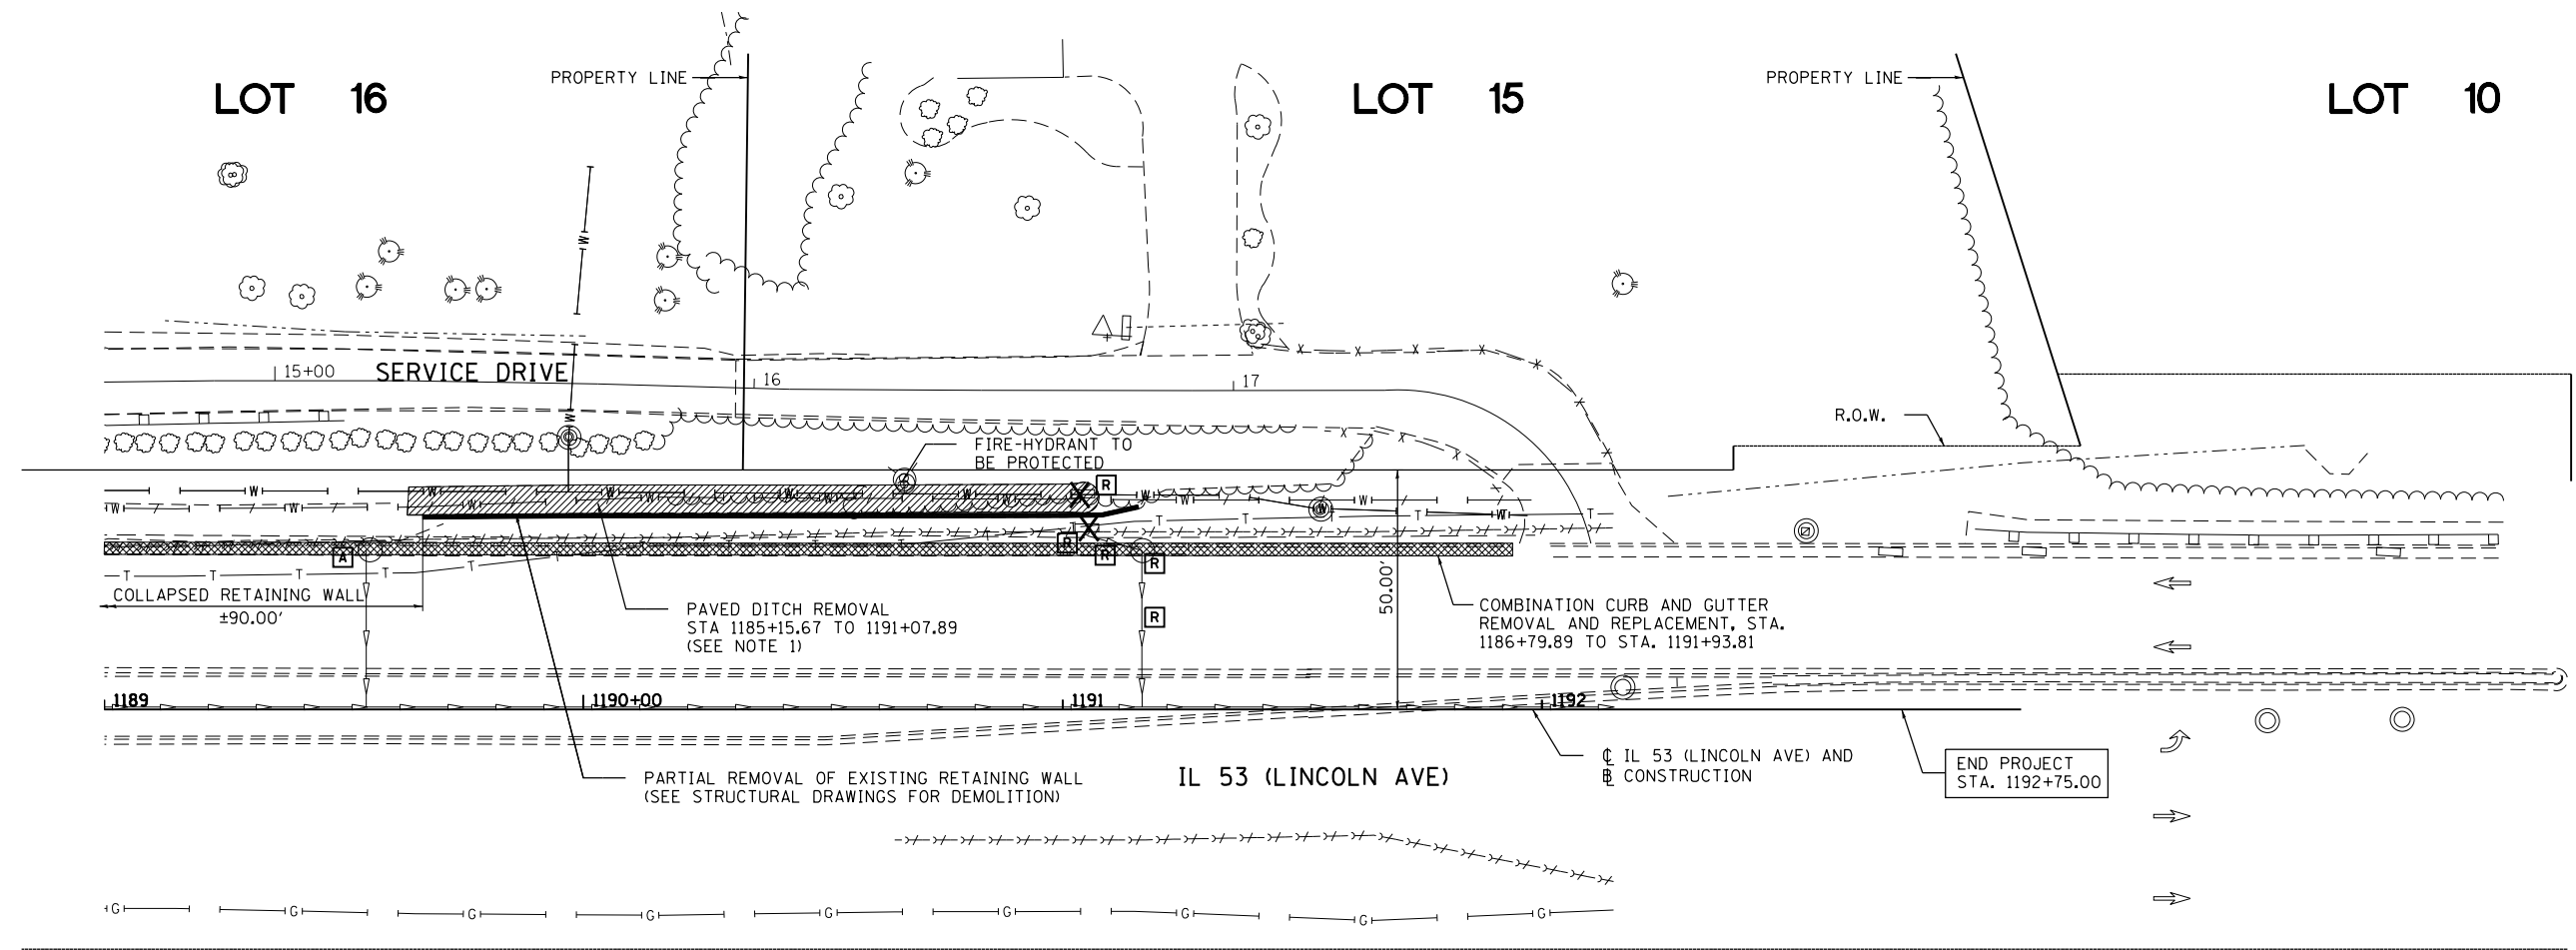 PROPERTY LINE
PROPERTY LINE
LOT 16
LOT 15
LOT 10
W
15+00
SERVICE DRIVE
16
17
W
R.O.W.
FIRE-HYDRANT TO
BE PROTECTED
R
W W W W W W W W W W
W W W W W W W W
T T T
R
A
R
R
T T T T T T
COLLAPSED RETAINING WALL
±90.00'
50.00'
PAVED DITCH REMOVAL
STA 1185+15.67 TO 1191+07.89
(SEE NOTE 1)
R
COMBINATION CURB AND GUTTER
REMOVAL AND REPLACEMENT, STA.
1186+79.89 TO STA. 1191+93.81
1189
1190+00
1191
1192
PARTIAL REMOVAL OF EXISTING RETAINING WALL
(SEE STRUCTURAL DRAWINGS FOR DEMOLITION)
IL 53 (LINCOLN AVE)
℄ IL 53 (LINCOLN AVE) AND
BL CONSTRUCTION
END PROJECT
STA. 1192+75.00
G G G G G G G G G